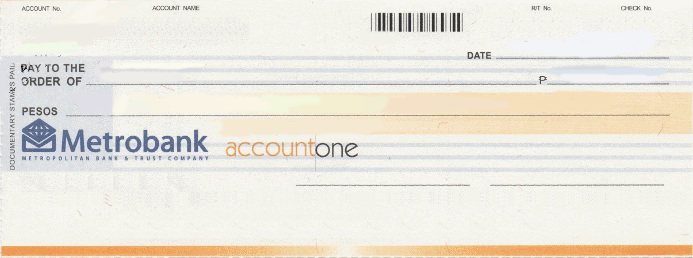 ACCOUNT No. ACCOUNT NAME R/T No. CHECK No.
DATE
PAY TO THE
ORDER OF ₱
PESOS
DOCUMENTARY STAMPS PAID
Metrobank
METROPOLITAN BANK & TRUST COMPANY
accountone